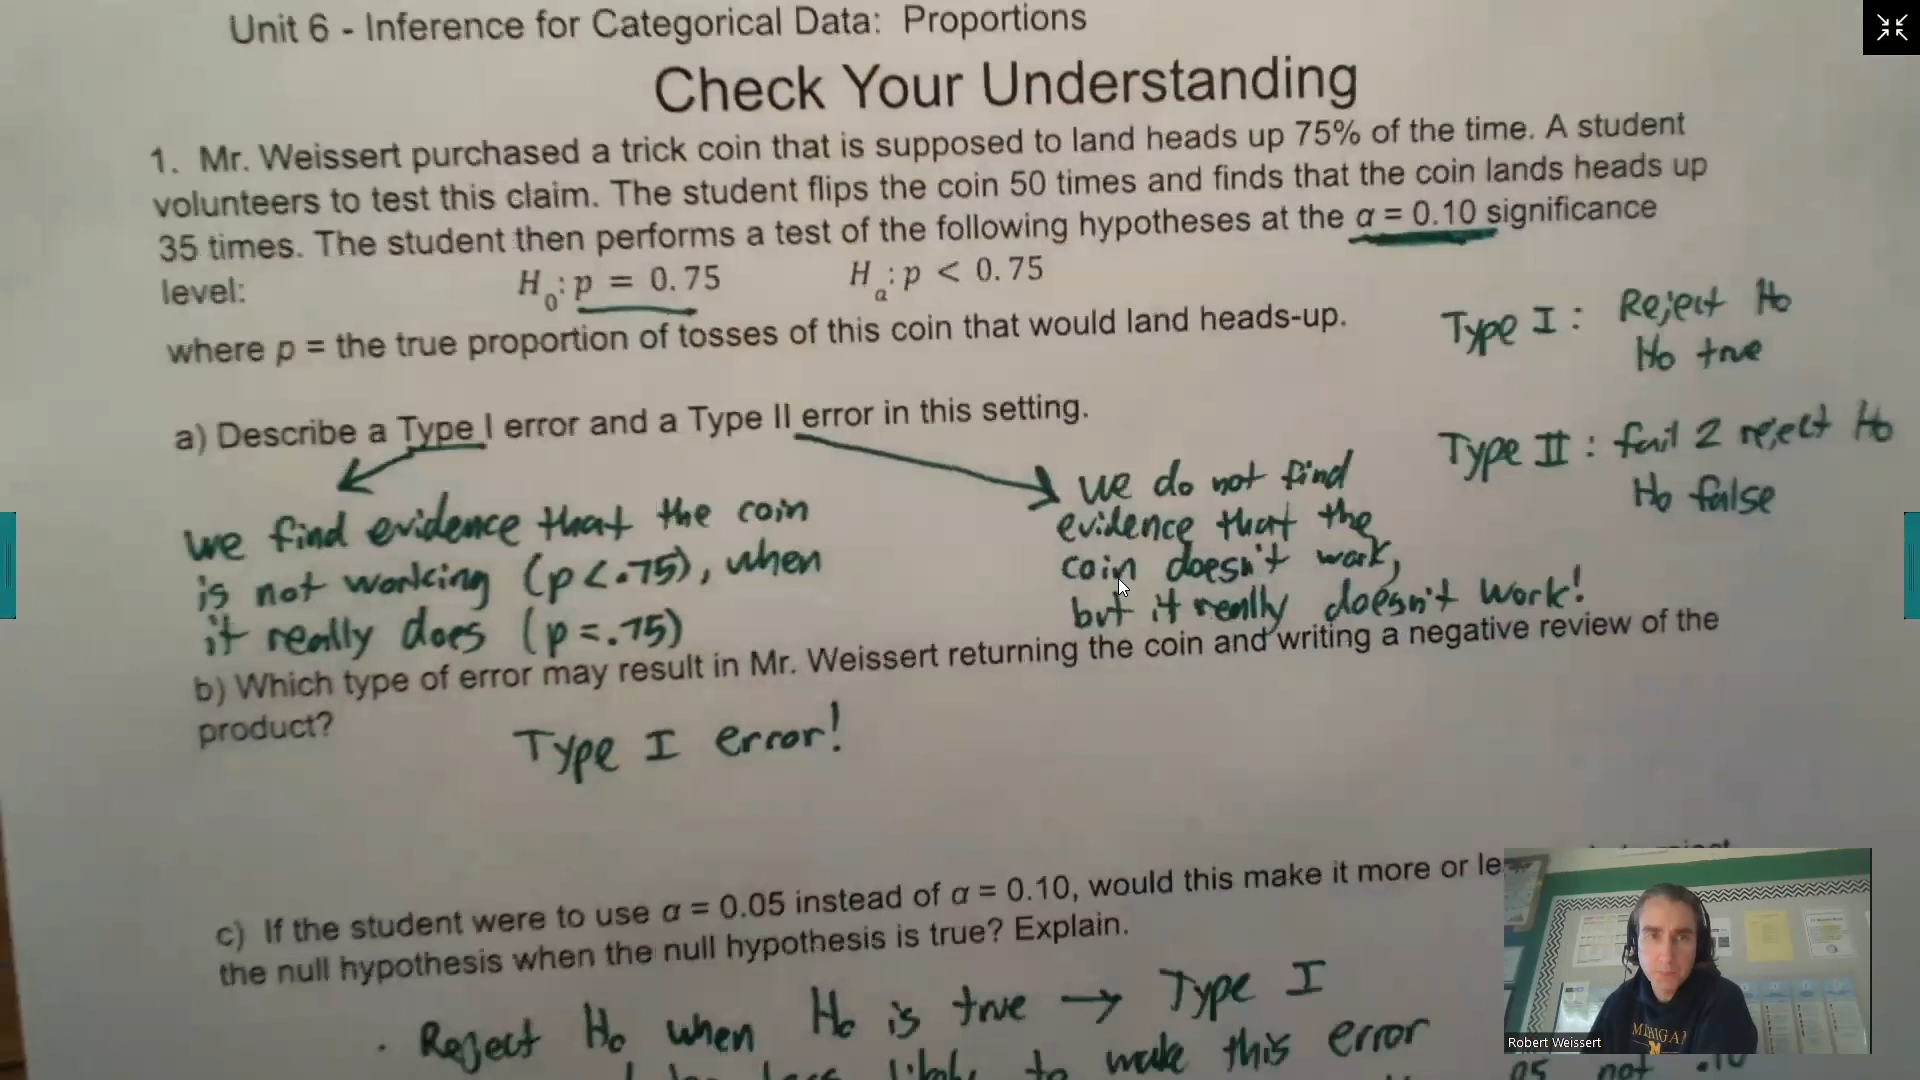 Unit 6 - Inference for Categorical Data: Proportions
Check Your Understanding
1. Mr. Weissert purchased a trick coin that is supposed to land heads up 75% of the time. A student
volunteers to test this claim. The student flips the coin 50 times and finds that the coin lands heads up
35 times. The student then performs a test of the following hypotheses at the α = 0.10 significance
level:
H₀: p = 0.75
Hₐ: p < 0.75
where p = the true proportion of tosses of this coin that would land heads-up.
Type I : Reject Ho
Ho true
a) Describe a Type I error and a Type II error in this setting.
Type II : fail 2 reject Ho
Ho false
we find evidence that the coin
is not working (p < .75), when
it really does (p = .75)
we do not find
evidence that the
coin doesn't work,
but it really doesn't work!
b) Which type of error may result in Mr. Weissert returning the coin and writing a negative review of the
product?
Type I error!
c) If the student were to use α = 0.05 instead of α = 0.10, would this make it more or le
the null hypothesis when the null hypothesis is true? Explain.
· Reject Ho when Ho is true → Type I
less likely to make this error
.05 not .10
MICHIGAN
Robert Weissert